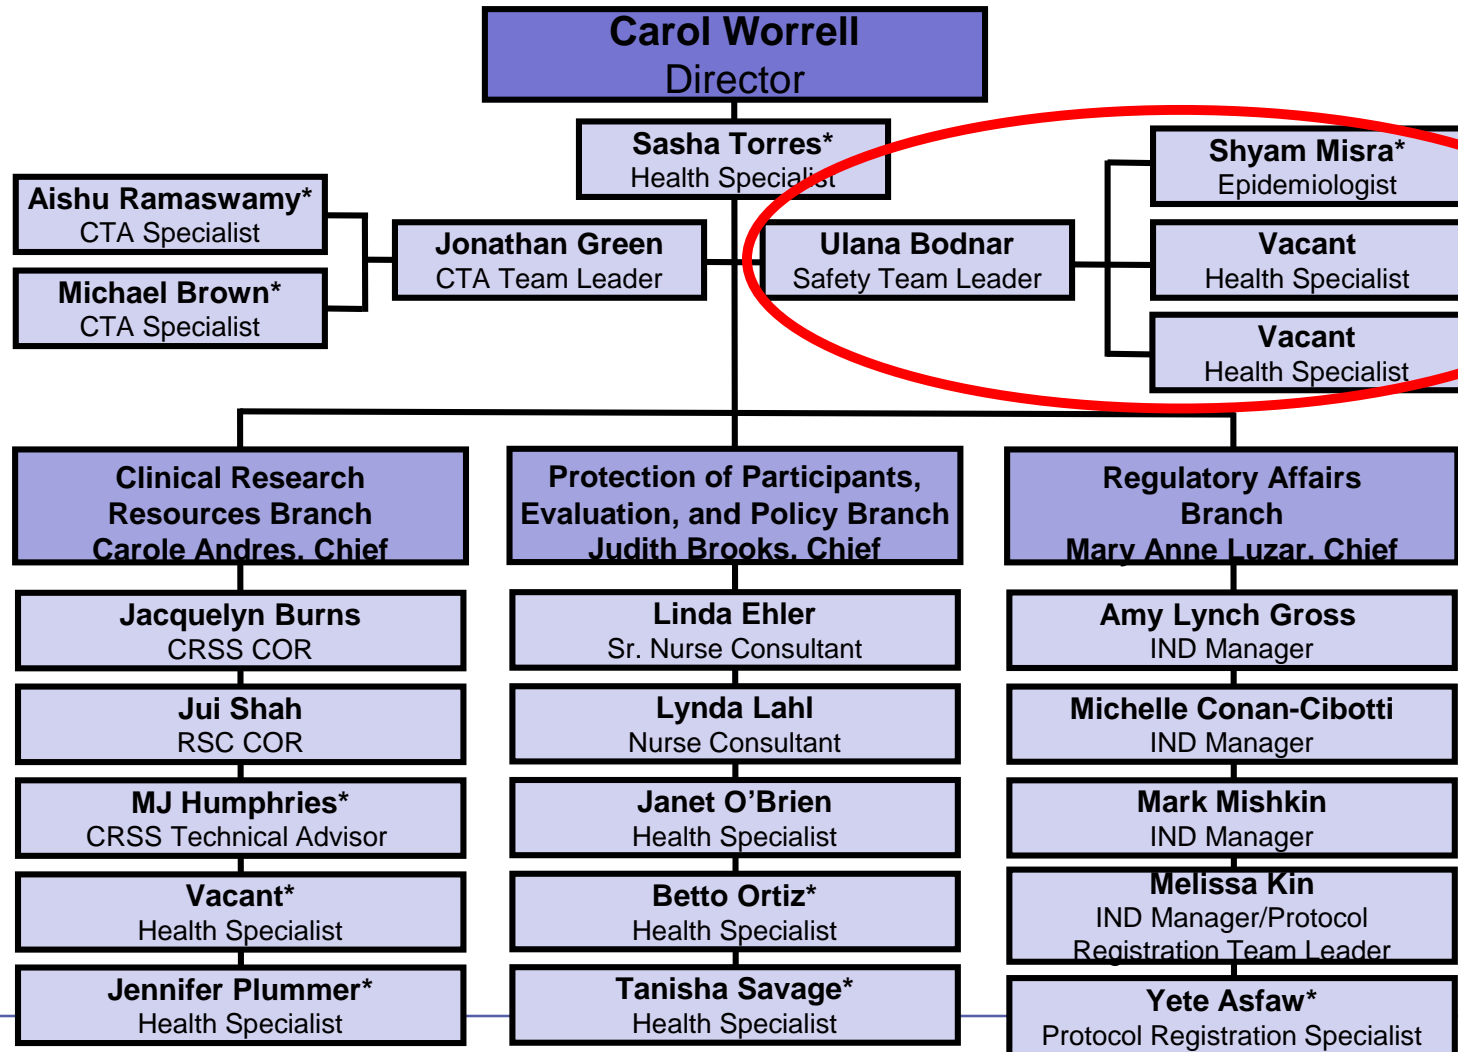 Carol Worrell
Director
Sasha Torres*
Health Specialist
Aishu Ramaswamy*
CTA Specialist
Michael Brown*
CTA Specialist
Jonathan Green
CTA Team Leader
Ulana Bodnar
Safety Team Leader
Shyam Misra*
Epidemiologist
Vacant
Health Specialist
Vacant
Health Specialist
Clinical Research
Resources Branch
Carole Andres, Chief
Jacquelyn Burns
CRSS COR
Jui Shah
RSC COR
MJ Humphries*
CRSS Technical Advisor
Vacant*
Health Specialist
Jennifer Plummer*
Health Specialist
Protection of Participants,
Evaluation, and Policy Branch
Judith Brooks, Chief
Linda Ehler
Sr. Nurse Consultant
Lynda Lahl
Nurse Consultant
Janet O’Brien
Health Specialist
Betto Ortiz*
Health Specialist
Tanisha Savage*
Health Specialist
Regulatory Affairs
Branch
Mary Anne Luzar, Chief
Amy Lynch Gross
IND Manager
Michelle Conan-Cibotti
IND Manager
Mark Mishkin
IND Manager
Melissa Kin
IND Manager/Protocol
Registration Team Leader
Yete Asfaw*
Protocol Registration Specialist